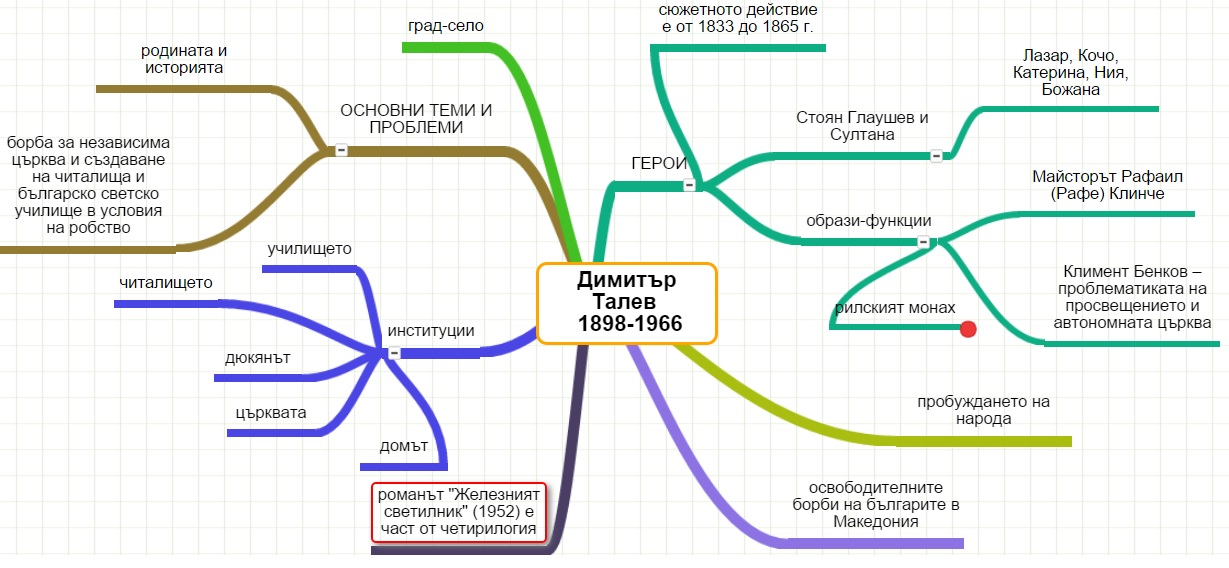 сюжетното действие
е от 1833 до 1865 г.
град-село
родината и
историята
Лазар, Кочо,
Катерина, Ния,
Божана
ОСНОВНИ ТЕМИ И
ПРОБЛЕМИ
Стоян Глаушев и
Султана
борба за независима
църква и създаване
на читалища и
българско светско
училище в условия
на робство
ГЕРОИ
Майсторът Рафаил
(Рафе) Клинче
образи-функции
училището
Димитър
Талев
1898-1966
Климент Бенков –
проблематиката на
просвещението и
автономната църква
читалището
рилският монах
институции
дюкянът
църквата
пробуждането на
народа
домът
романът "Железният
светилник" (1952) е
част от четирилогия
освободителните
борби на българите в
Македония